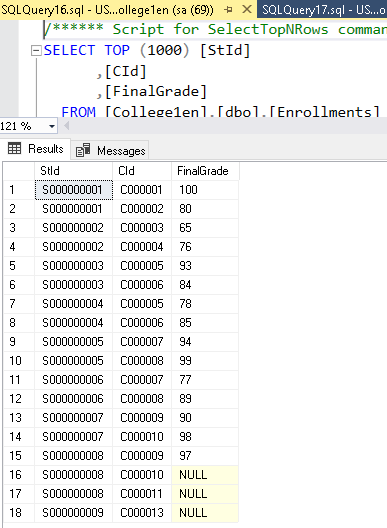 SQLQuery16.sql - US...ollege1en (sa (69)) SQLQuery17.sql - US
/****** Script for SelectTopNRows comman
SELECT TOP (1000) [StId]
,[CId]
,[FinalGrade]
FROM [College1en].[dbo].[Enrollments]
121 %
Results Messages
StId CId FinalGrade
1 S000000001 C000001 100
2 S000000001 C000002 80
3 S000000002 C000003 65
4 S000000002 C000004 76
5 S000000003 C000005 93
6 S000000003 C000006 84
7 S000000004 C000005 78
8 S000000004 C000006 85
9 S000000005 C000007 94
10 S000000005 C000008 99
11 S000000006 C000007 77
12 S000000006 C000008 89
13 S000000007 C000009 90
14 S000000007 C000010 98
15 S000000008 C000009 97
16 S000000008 C000010 NULL
17 S000000008 C000011 NULL
18 S000000009 C000013 NULL